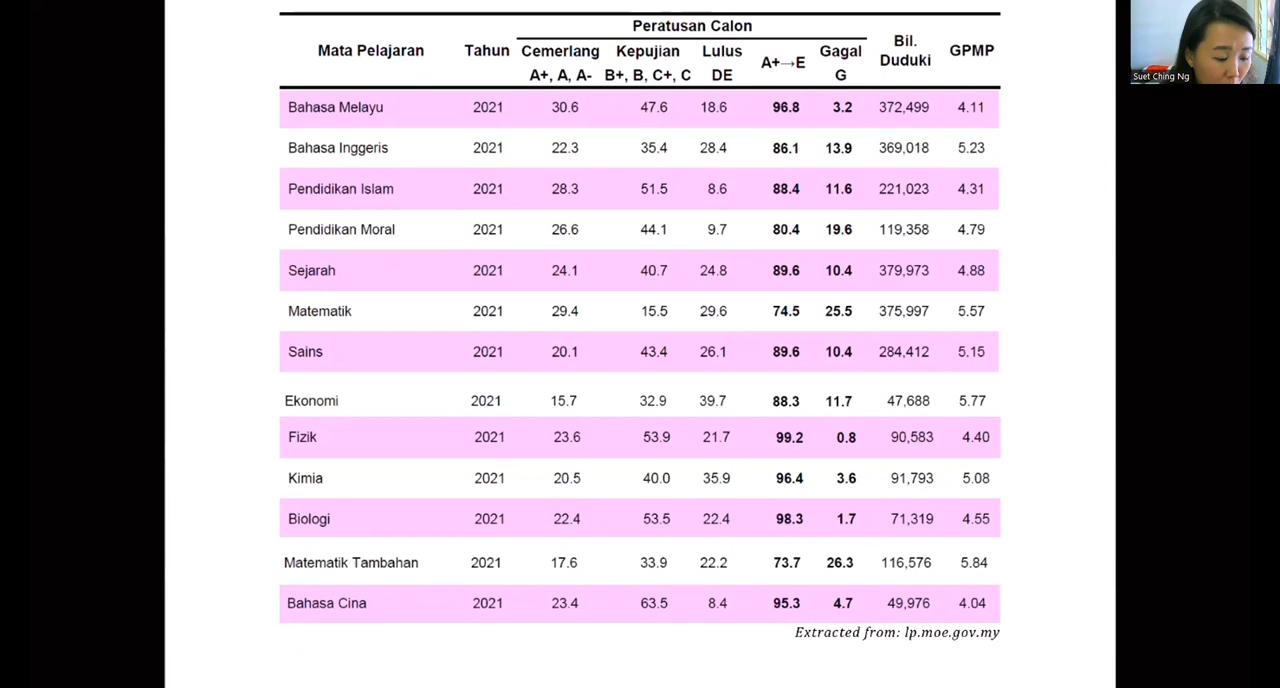 Peratusan Calon
Mata Pelajaran Tahun Cemerlang A+, A, A- Kepujian B+, B, C+, C Lulus DE A+→E Gagal G Bil. Duduki GPMP
Bahasa Melayu 2021 30.6 47.6 18.6 96.8 3.2 372,499 4.11
Bahasa Inggeris 2021 22.3 35.4 28.4 86.1 13.9 369,018 5.23
Pendidikan Islam 2021 28.3 51.5 8.6 88.4 11.6 221,023 4.31
Pendidikan Moral 2021 26.6 44.1 9.7 80.4 19.6 119,358 4.79
Sejarah 2021 24.1 40.7 24.8 89.6 10.4 379,973 4.88
Matematik 2021 29.4 15.5 29.6 74.5 25.5 375,997 5.57
Sains 2021 20.1 43.4 26.1 89.6 10.4 284,412 5.15
Ekonomi 2021 15.7 32.9 39.7 88.3 11.7 47,688 5.77
Fizik 2021 23.6 53.9 21.7 99.2 0.8 90,583 4.40
Kimia 2021 20.5 40.0 35.9 96.4 3.6 91,793 5.08
Biologi 2021 22.4 53.5 22.4 98.3 1.7 71,319 4.55
Matematik Tambahan 2021 17.6 33.9 22.2 73.7 26.3 116,576 5.84
Bahasa Cina 2021 23.4 63.5 8.4 95.3 4.7 49,976 4.04
Extracted from: lp.moe.gov.my
Suet Ching Ng